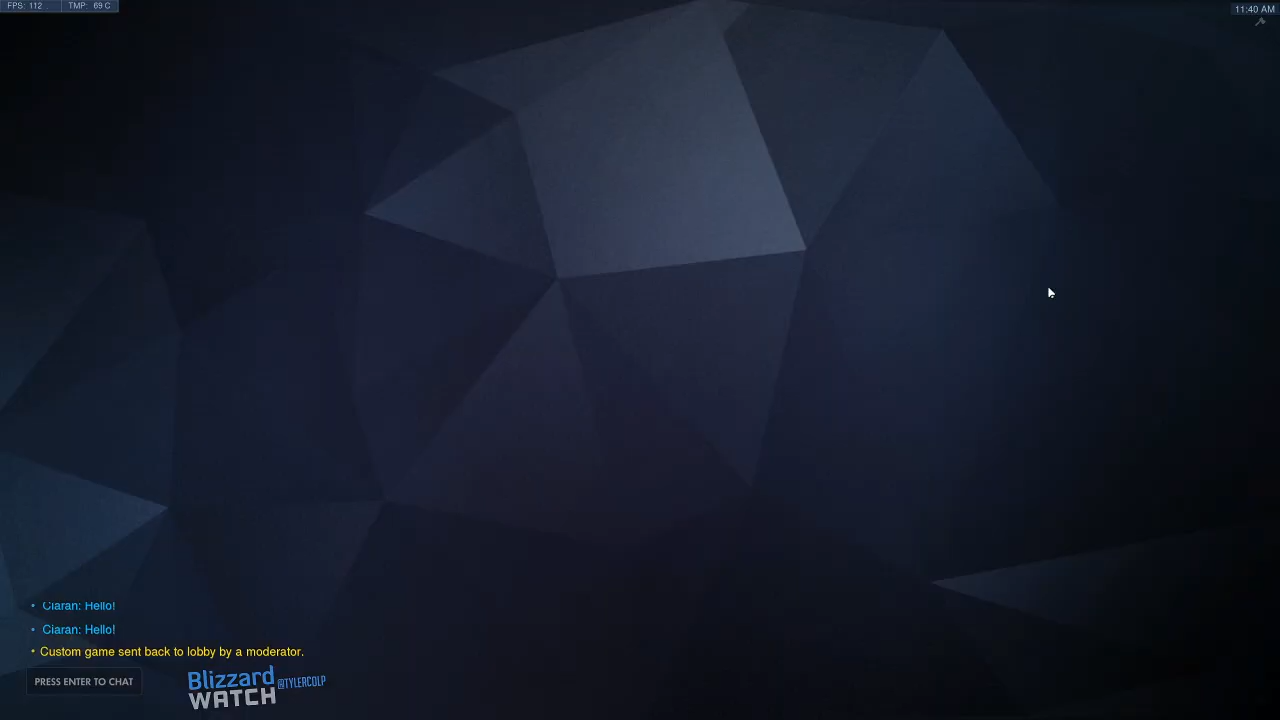 FPS: 112
TMP: 69 C
11:40 AM
Ciaran: Hello!
Ciaran: Hello!
Custom game sent back to lobby by a moderator.
PRESS ENTER TO CHAT
Blizzard
WATCH
@TYLERCOLP